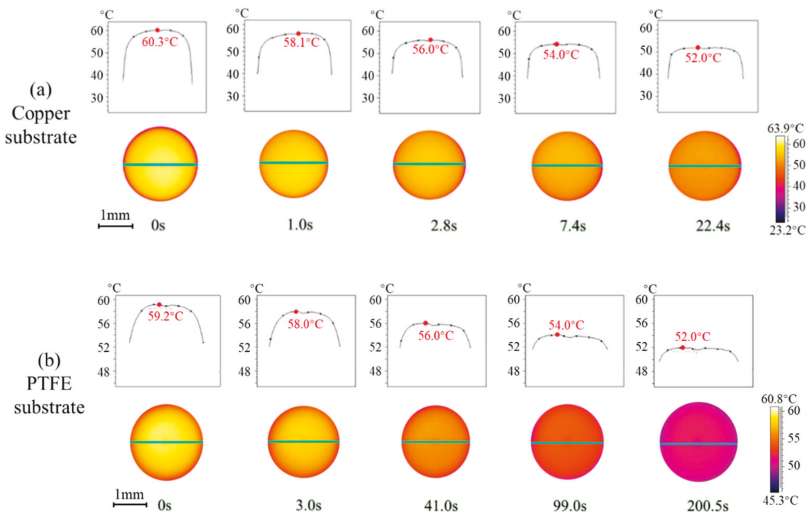 °C °C °C °C °C
60 50 40 30
60.3°C
60 50 40 30
58.1°C
60 50 40 30
56.0°C
60 50 40 30
54.0°C
60 50 40 30
52.0°C
(a)
Copper
substrate
63.9°C
60
50
40
30
23.2°C
1mm
0s 1.0s 2.8s 7.4s 22.4s
°C °C °C °C °C
60 56 52 48
59.2°C
60 56 52 48
58.0°C
60 56 52 48
56.0°C
60 56 52 48
54.0°C
60 56 52 48
52.0°C
(b)
PTFE
substrate
60.8°C
60
55
50
45.3°C
1mm
0s 3.0s 41.0s 99.0s 200.5s